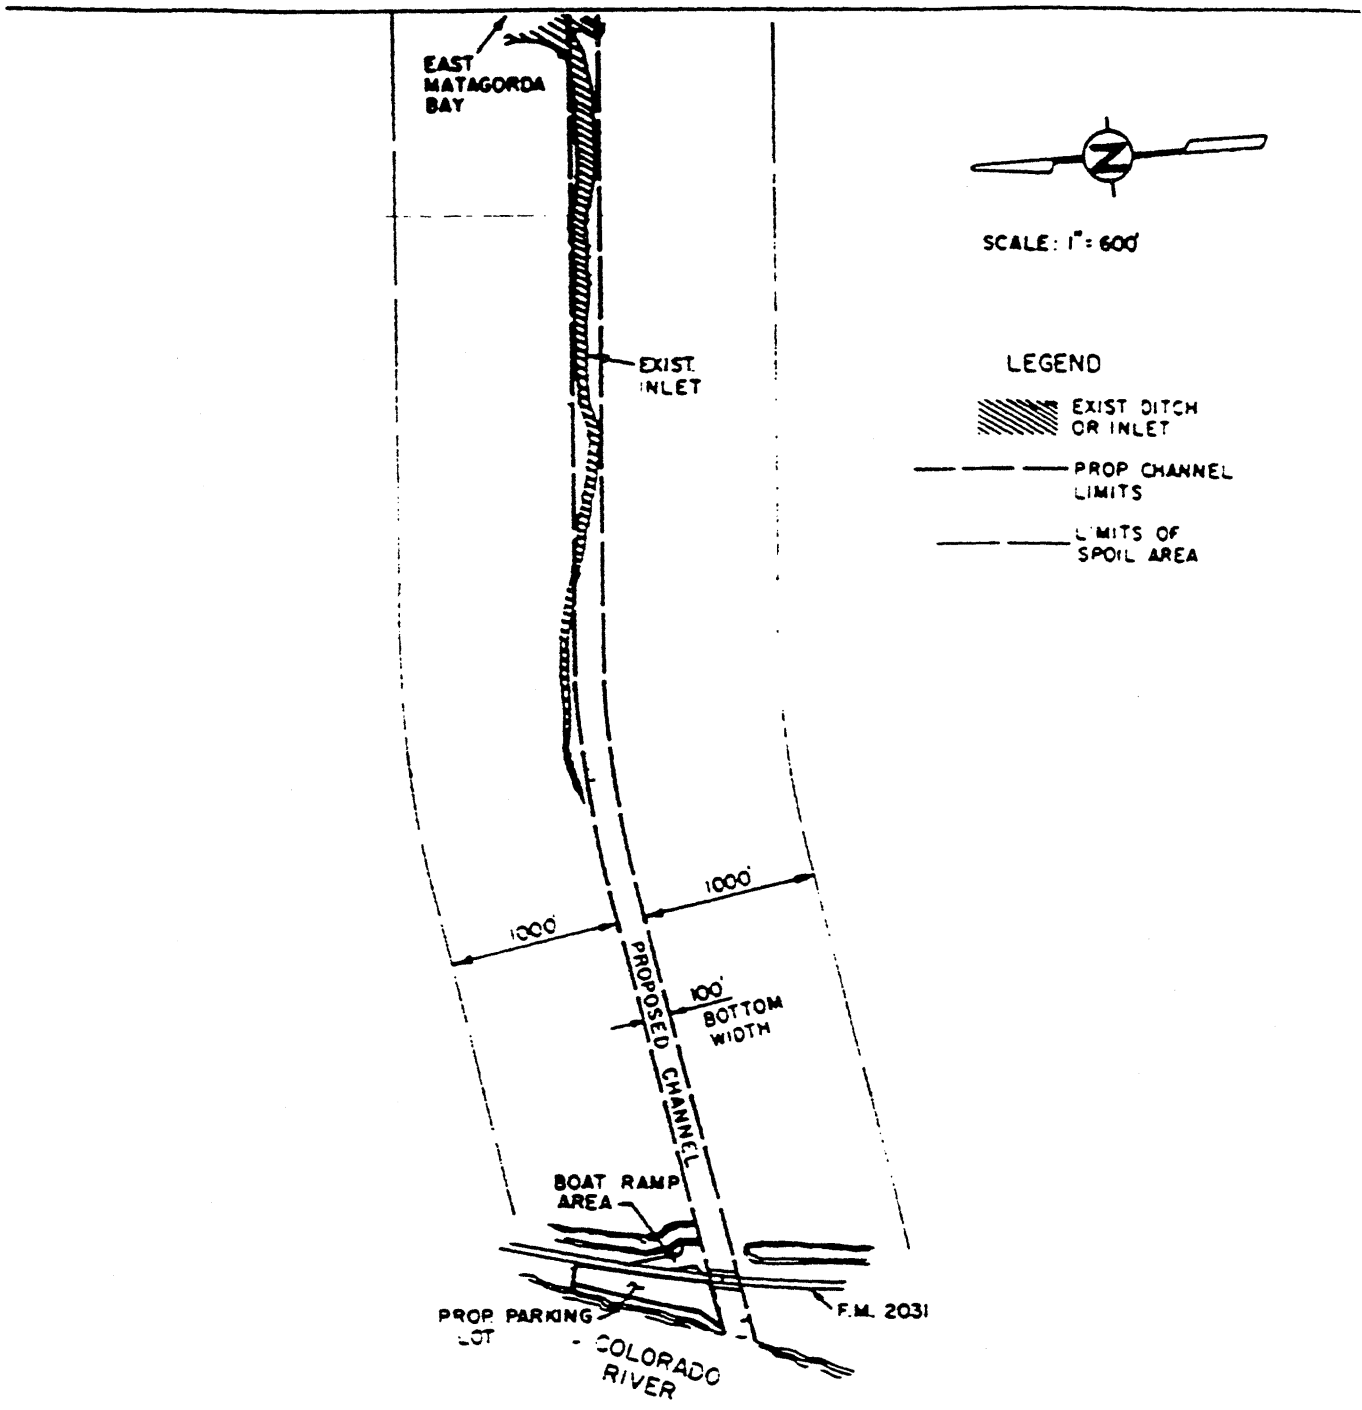 EAST
MATAGORDA
BAY
N
SCALE: 1"=600'
EXIST.
INLET
LEGEND
EXIST DITCH
OR INLET
PROP CHANNEL
LIMITS
LIMITS OF
SPOIL AREA
1000'
1000'
PROPOSED CHANNEL
100'
BOTTOM
WIDTH
BOAT RAMP
AREA
F.M. 2031
PROP. PARKING
LOT
COLORADO
RIVER